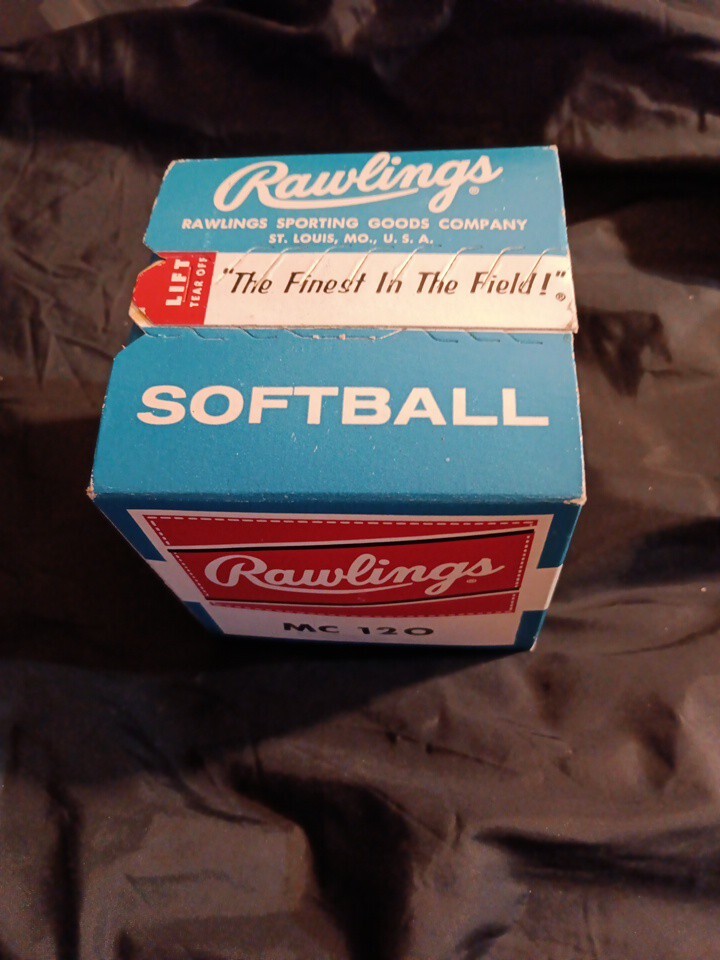 Rawlings®
RAWLINGS SPORTING GOODS COMPANY
ST. LOUIS, MO., U. S. A.
LIFT
TEAR OFF
"The Finest In The Field!"®
SOFTBALL
Rawlings
MC 120